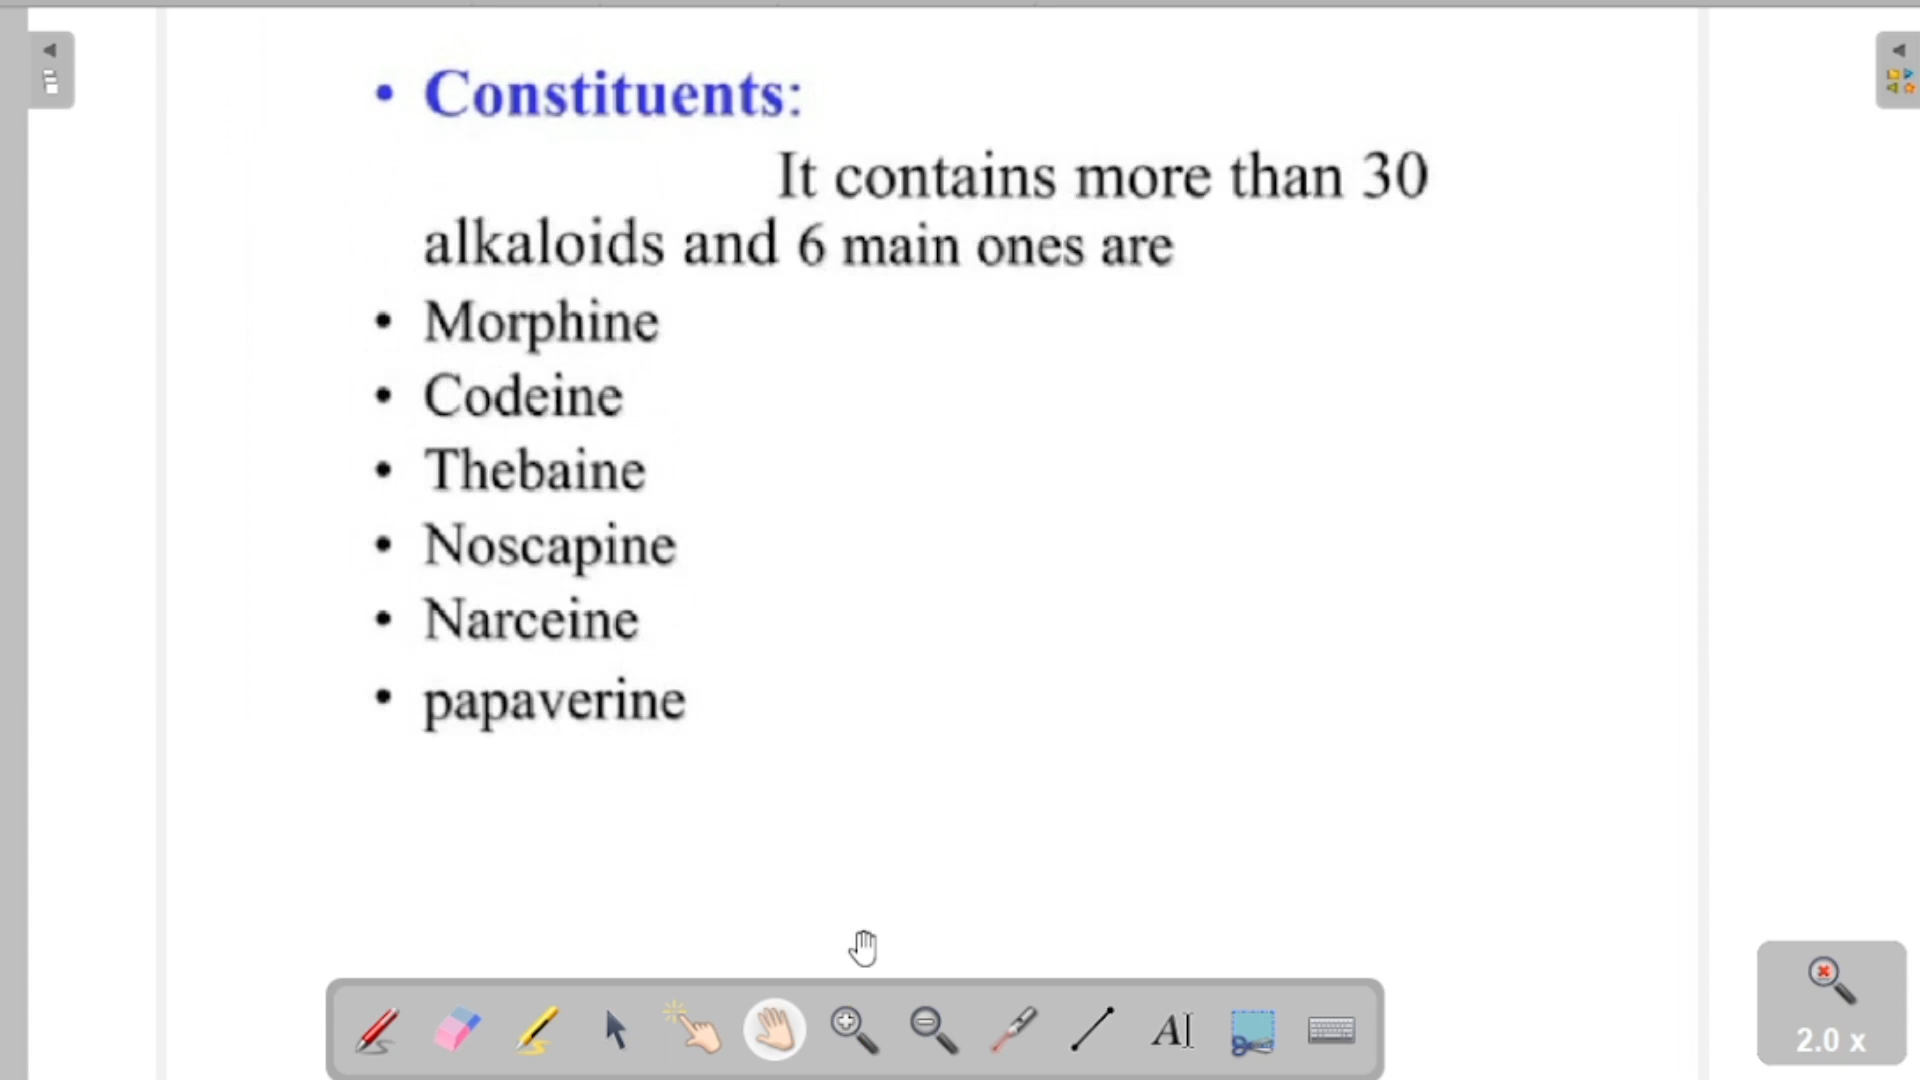 • Constituents:
It contains more than 30
alkaloids and 6 main ones are
• Morphine
• Codeine
• Thebaine
• Noscapine
• Narceine
• papaverine
AI
2.0 x